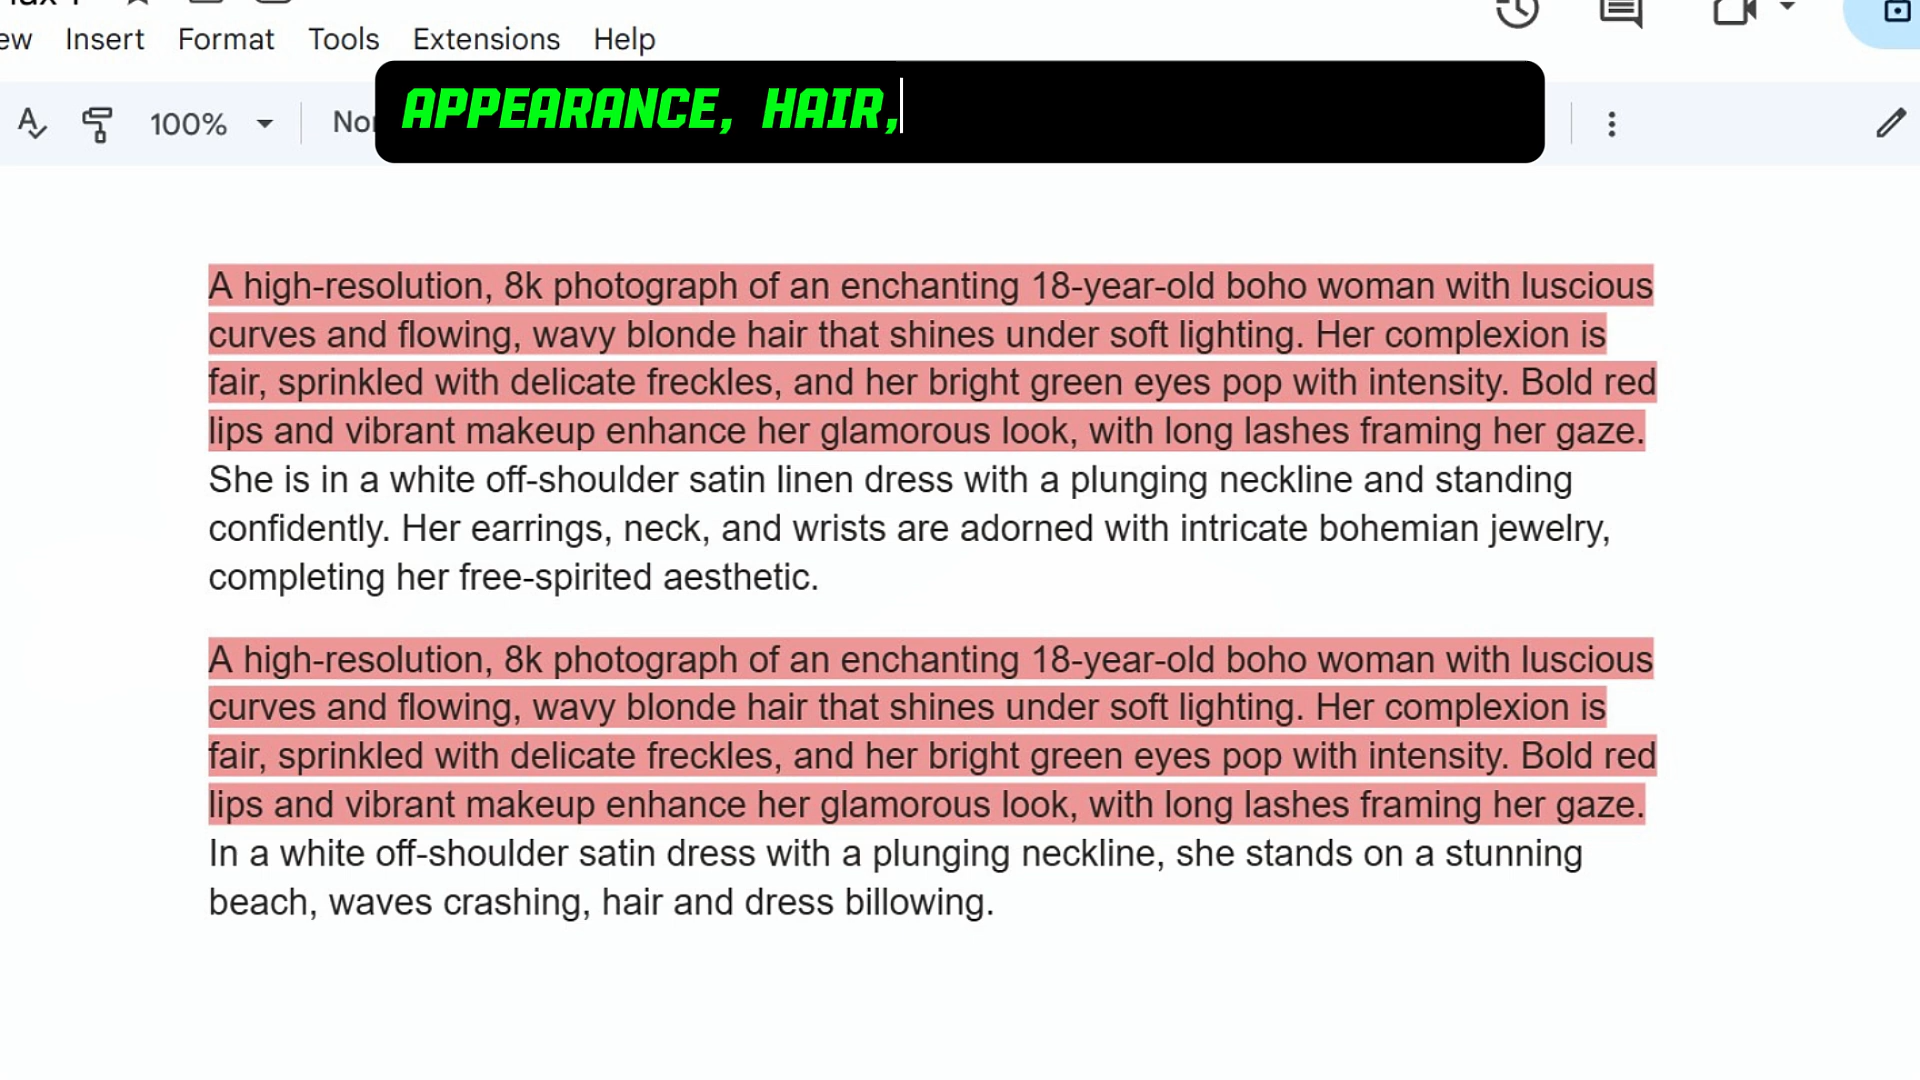 Insert Format Tools Extensions Help
100%
APPEARANCE, HAIR,
A high-resolution, 8k photograph of an enchanting 18-year-old boho woman with luscious
curves and flowing, wavy blonde hair that shines under soft lighting. Her complexion is
fair, sprinkled with delicate freckles, and her bright green eyes pop with intensity. Bold red
lips and vibrant makeup enhance her glamorous look, with long lashes framing her gaze.
She is in a white off-shoulder satin linen dress with a plunging neckline and standing
confidently. Her earrings, neck, and wrists are adorned with intricate bohemian jewelry,
completing her free-spirited aesthetic.
A high-resolution, 8k photograph of an enchanting 18-year-old boho woman with luscious
curves and flowing, wavy blonde hair that shines under soft lighting. Her complexion is
fair, sprinkled with delicate freckles, and her bright green eyes pop with intensity. Bold red
lips and vibrant makeup enhance her glamorous look, with long lashes framing her gaze.
In a white off-shoulder satin dress with a plunging neckline, she stands on a stunning
beach, waves crashing, hair and dress billowing.